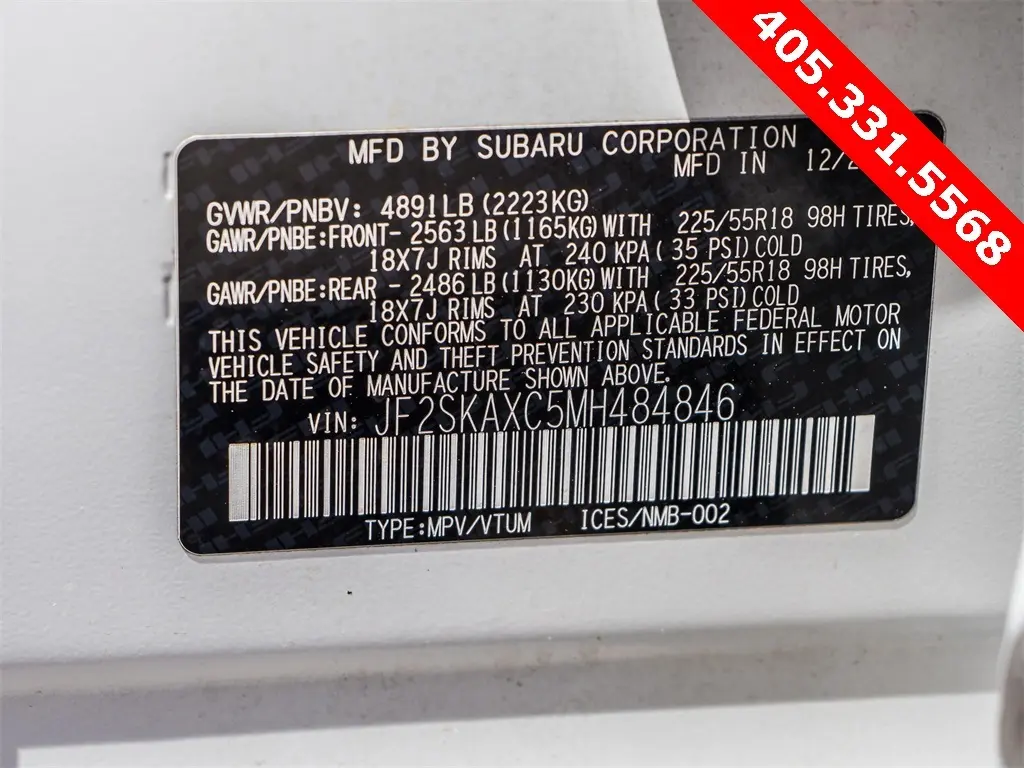 405.331.5568
MFD BY SUBARU CORPORATION
MFD IN 12/
GVWR/PNBV: 4891LB (2223KG)
GAWR/PNBE:FRONT- 2563 LB (1165KG) WITH 225/55R18 98H TIRES,
18X7J RIMS AT 240 KPA ( 35 PSI) COLD
GAWR/PNBE:REAR - 2486 LB (1130KG) WITH 225/55R18 98H TIRES,
18X7J RIMS AT 230 KPA ( 33 PSI) COLD
THIS VEHICLE CONFORMS TO ALL APPLICABLE FEDERAL MOTOR
VEHICLE SAFETY AND THEFT PREVENTION STANDARDS IN EFFECT ON
THE DATE OF MANUFACTURE SHOWN ABOVE.
VIN: JF2SKAXC5MH484846
TYPE:MPV/VTUM ICES/NMB-002